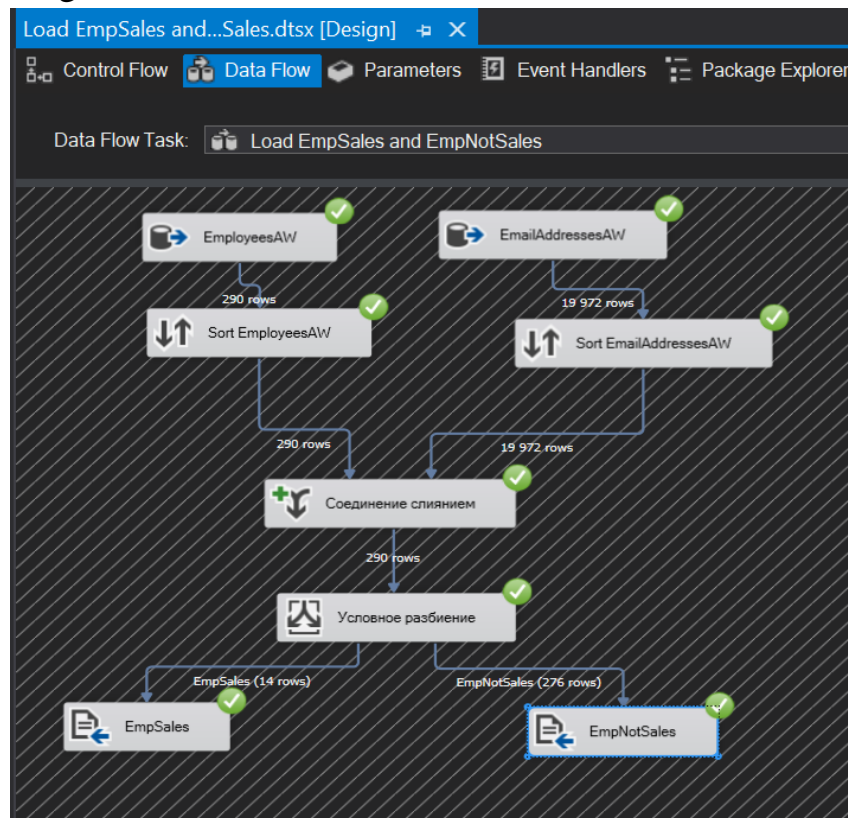 Load EmpSales and...Sales.dtsx [Design]
Control Flow Data Flow Parameters Event Handlers Package Explorer
Data Flow Task: Load EmpSales and EmpNotSales
EmployeesAW EmailAddressesAW
290 rows 19 972 rows
Sort EmployeesAW Sort EmailAddressesAW
290 rows 19 972 rows
Соединение слиянием
290 rows
Условное разбиение
EmpSales (14 rows) EmpNotSales (276 rows)
EmpSales EmpNotSales